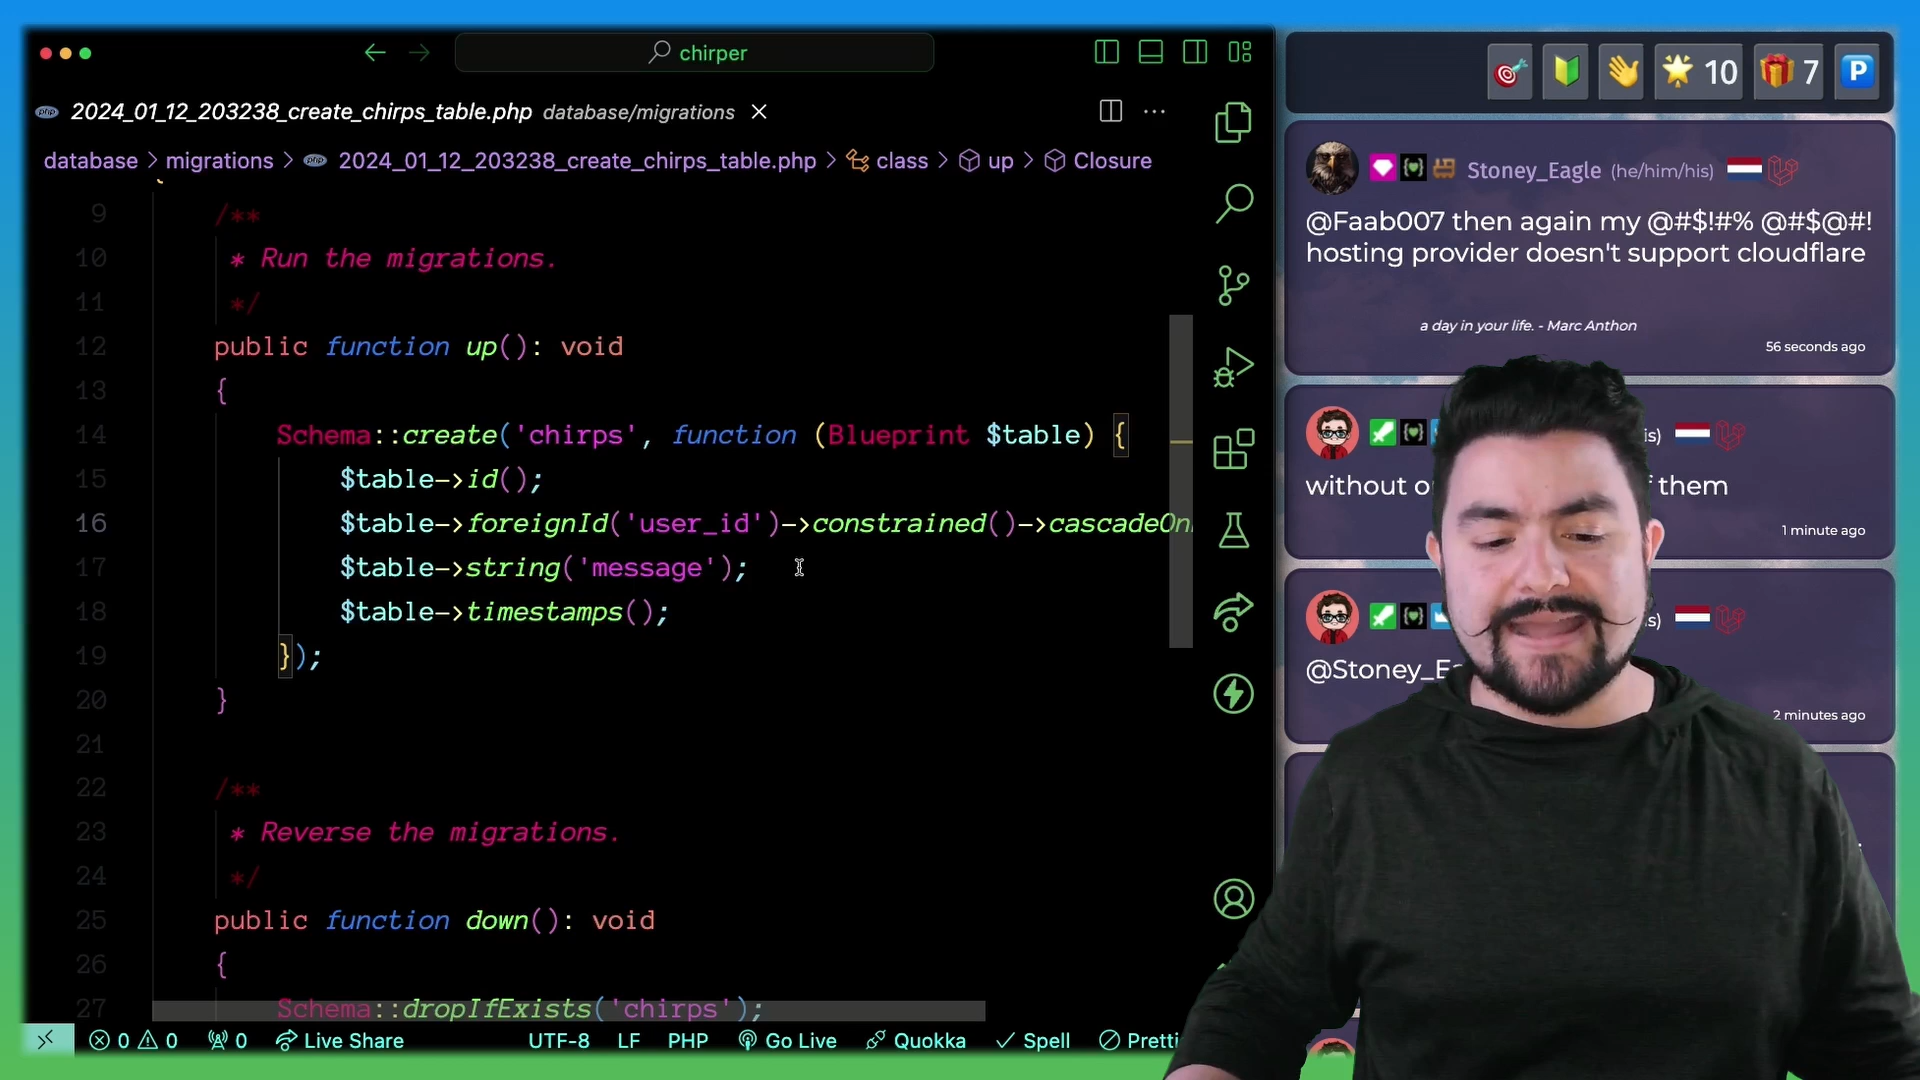 chirper
2024_01_12_203238_create_chirps_table.php database/migrations
database > migrations > 2024_01_12_203238_create_chirps_table.php > class > up > Closure
9 /**
10 * Run the migrations.
11 */
12 public function up(): void
13 {
14 Schema::create('chirps', function (Blueprint $table) {
15 $table->id();
16 $table->foreignId('user_id')->constrained()->cascadeOn
17 $table->string('message');
18 $table->timestamps();
19 });
20 }
21
22 /**
23 * Reverse the migrations.
24 */
25 public function down(): void
26 {
27 Schema::dropIfExists('chirps');
0 0 0 Live Share UTF-8 LF PHP Go Live Quokka Spell Pretti
10 7 P
Stoney_Eagle (he/him/his)
@Faab007 then again my @#$!#% @#$@#!
hosting provider doesn't support cloudflare
a day in your life. - Marc Anthon
56 seconds ago
s)
without o them
1 minute ago
s)
@Stoney_Ea
2 minutes ago